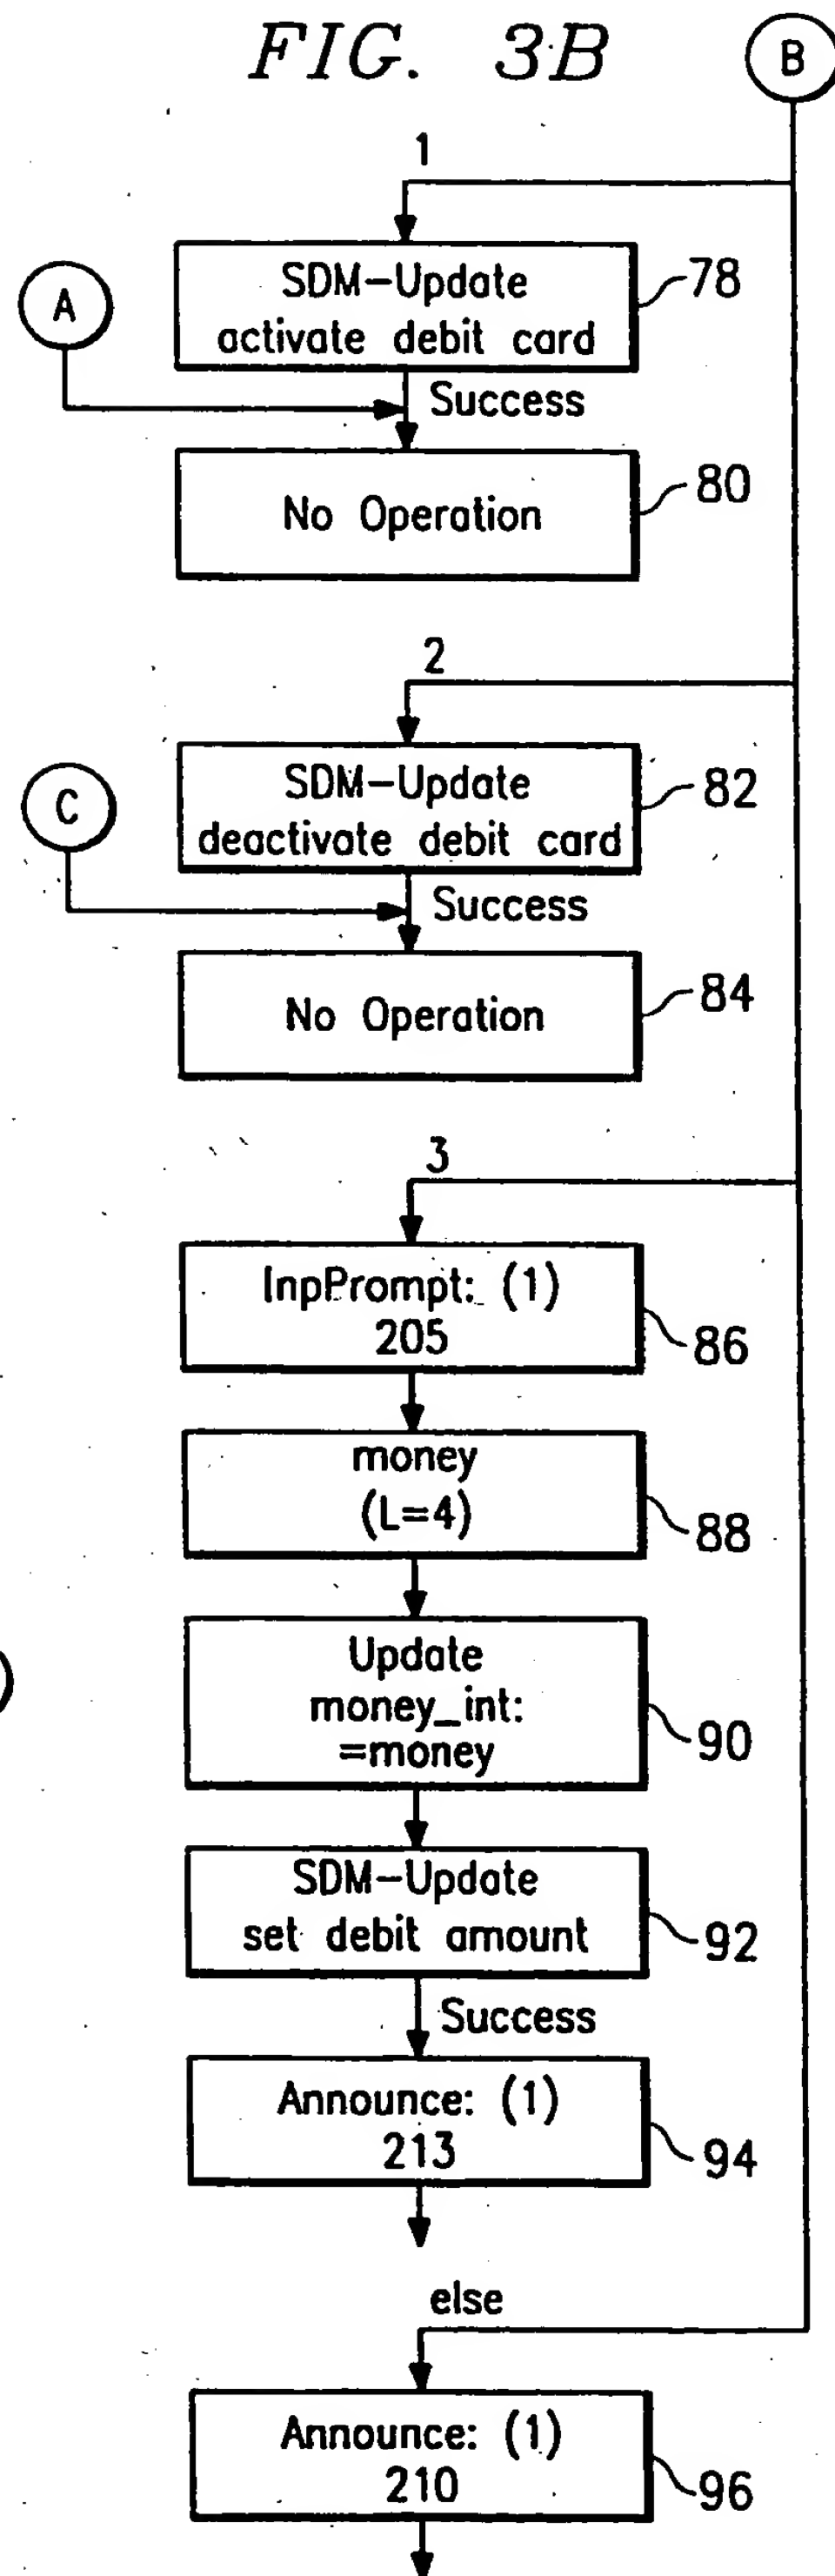 FIG. 3B
B
1
SDM-Update
activate debit card
78
A
Success
No Operation
80
2
SDM-Update
deactivate debit card
82
C
Success
No Operation
84
3
InpPrompt: (1)
205
86
money
(L=4)
88
Update
money_int:
=money
90
SDM-Update
set debit amount
92
Success
Announce: (1)
213
94
else
Announce: (1)
210
96